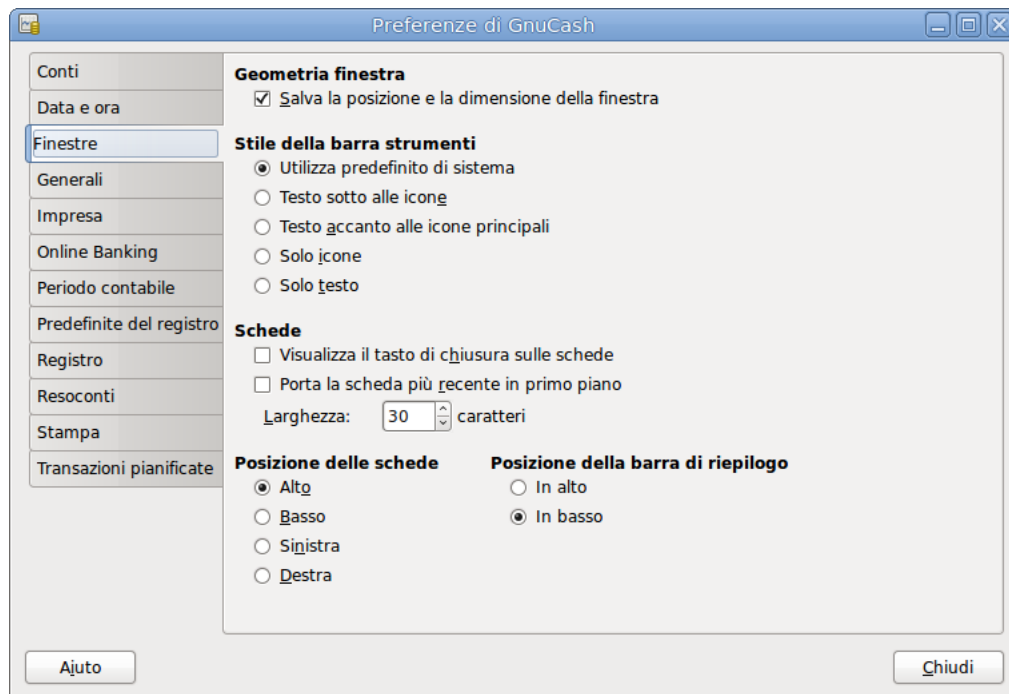 Preferenze di GnuCash
Conti
Data e ora
Finestre
Generali
Impresa
Online Banking
Periodo contabile
Predefinite del registro
Registro
Resoconti
Stampa
Transazioni pianificate
Geometria finestra
Salva la posizione e la dimensione della finestra
Stile della barra strumenti
Utilizza predefinito di sistema
Testo sotto alle icone
Testo accanto alle icone principali
Solo icone
Solo testo
Schede
Visualizza il tasto di chiusura sulle schede
Porta la scheda più recente in primo piano
Larghezza: 30 caratteri
Posizione delle schede
Alto
Basso
Sinistra
Destra
Posizione della barra di riepilogo
In alto
In basso
Aiuto
Chiudi